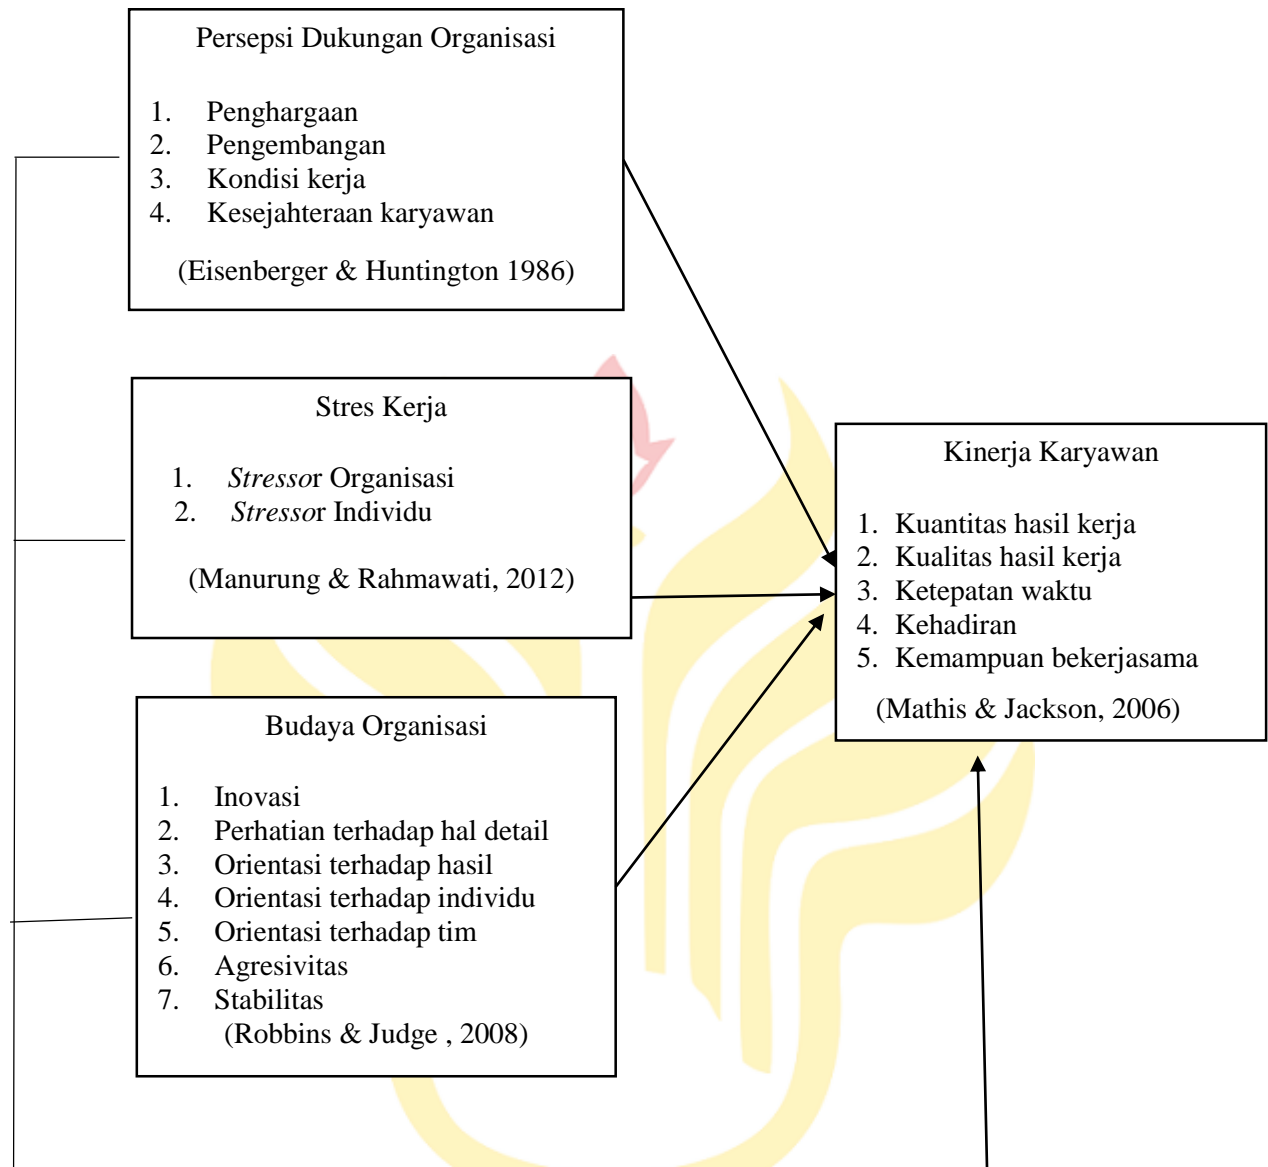 Persepsi Dukungan Organisasi
1. Penghargaan
2. Pengembangan
3. Kondisi kerja
4. Kesejahteraan karyawan
(Eisenberger & Huntington 1986)
Stres Kerja
1. Stressor Organisasi
2. Stressor Individu
(Manurung & Rahmawati, 2012)
Budaya Organisasi
1. Inovasi
2. Perhatian terhadap hal detail
3. Orientasi terhadap hasil
4. Orientasi terhadap individu
5. Orientasi terhadap tim
6. Agresivitas
7. Stabilitas
(Robbins & Judge , 2008)
Kinerja Karyawan
1. Kuantitas hasil kerja
2. Kualitas hasil kerja
3. Ketepatan waktu
4. Kehadiran
5. Kemampuan bekerjasama
(Mathis & Jackson, 2006)